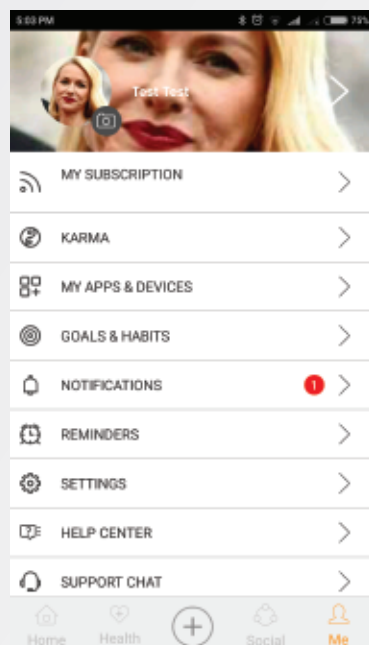 5:03 PM 75%
Test Test
MY SUBSCRIPTION
KARMA
MY APPS & DEVICES
GOALS & HABITS
NOTIFICATIONS 1
REMINDERS
SETTINGS
HELP CENTER
SUPPORT CHAT
Home Health Social Me